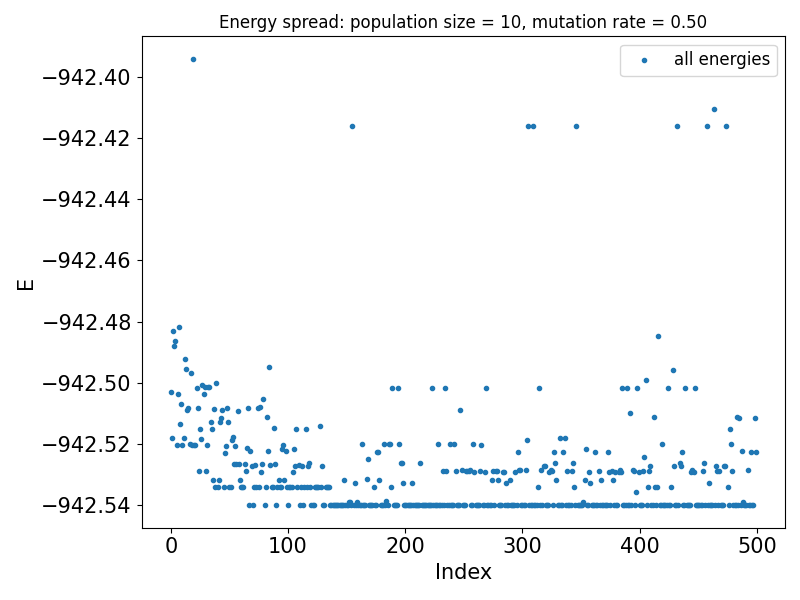 Energy spread: population size = 10, mutation rate = 0.50
all energies
−942.40
−942.42
−942.44
−942.46
−942.48
−942.50
−942.52
−942.54
E
0 100 200 300 400 500
Index